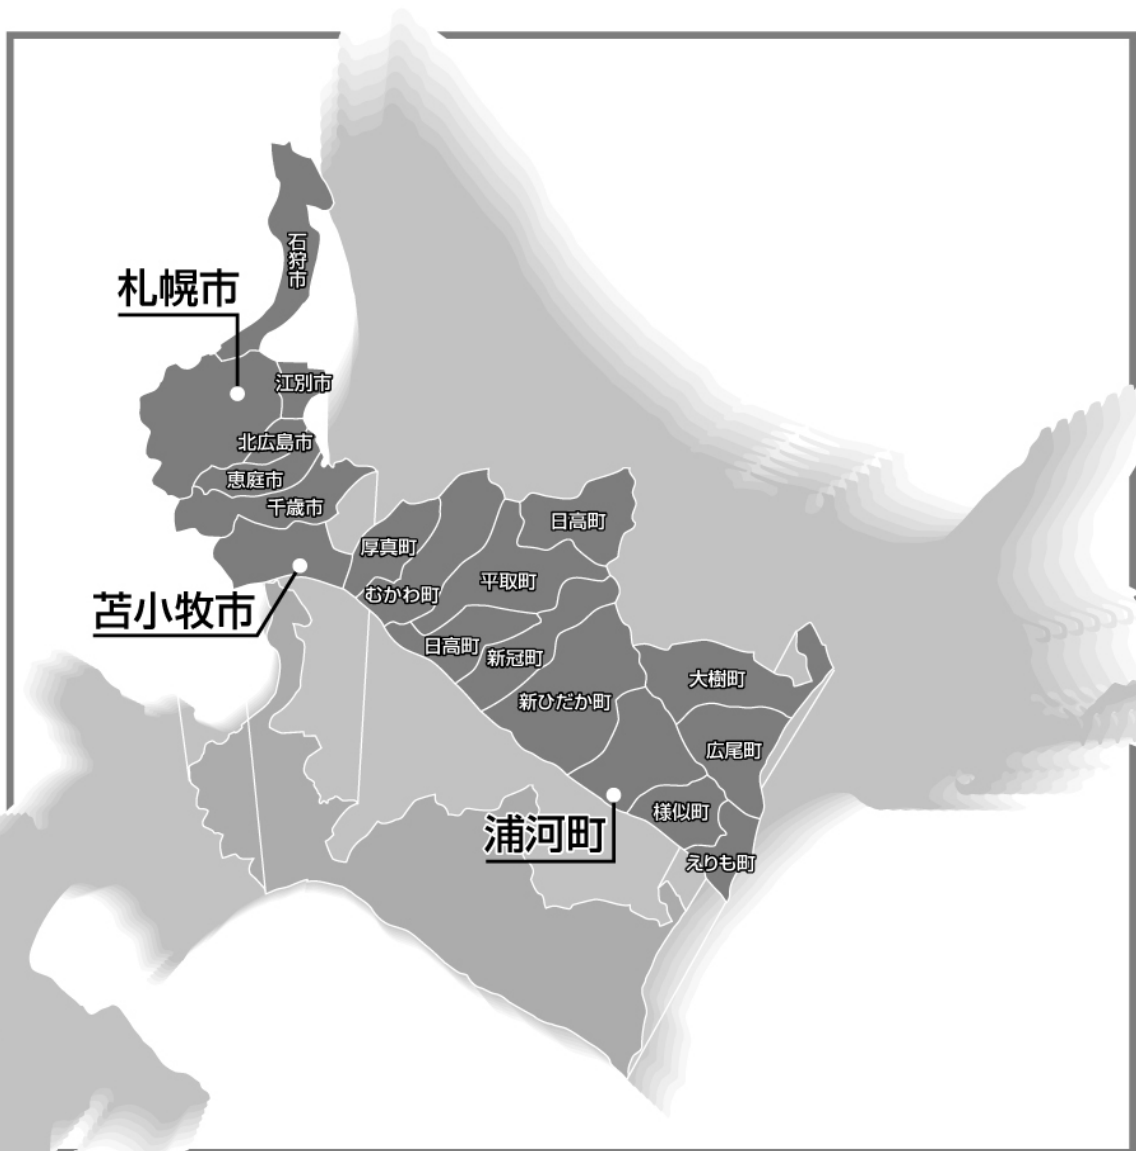 石狩市
札幌市
江別市
北広島市
恵庭市
千歳市
日高町
厚真町
平取町
むかわ町
苫小牧市
日高町
新冠町
大樹町
新ひだか町
広尾町
様似町
浦河町
えりも町